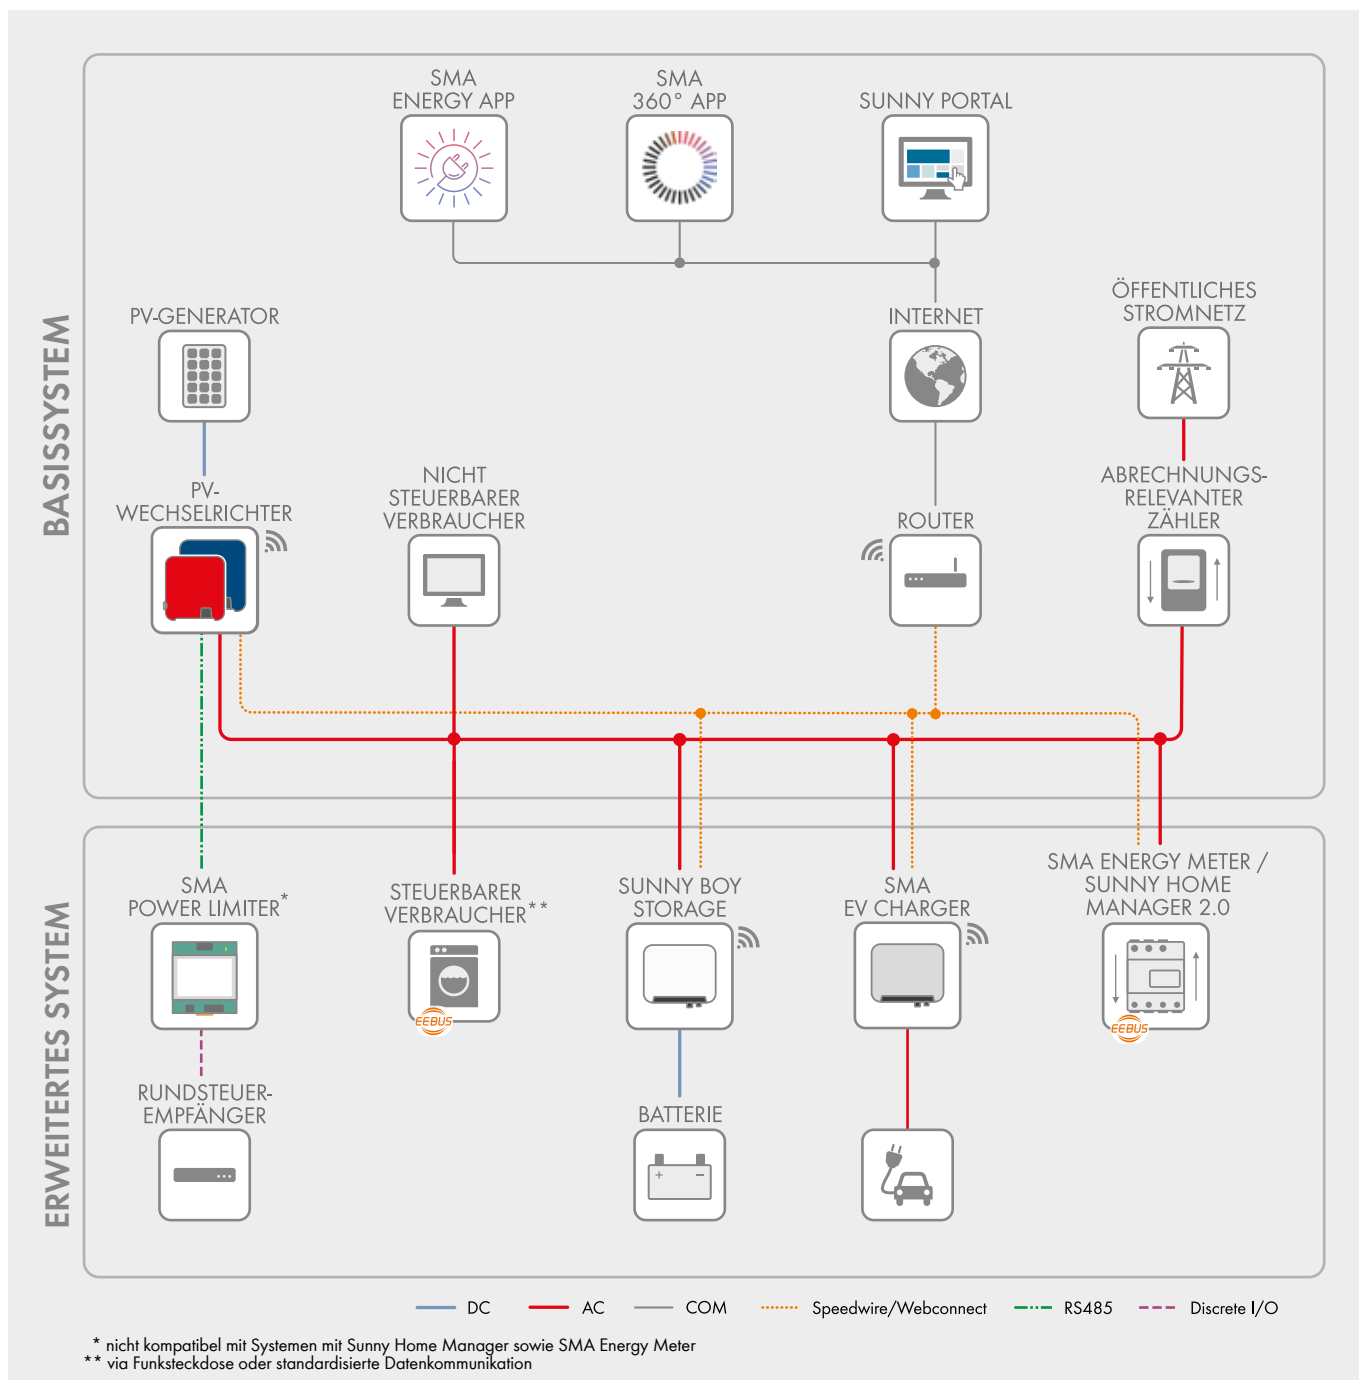 SMA
ENERGY APP
SMA
360° APP
SUNNY PORTAL
BASISSYSTEM
PV-GENERATOR
INTERNET
ÖFFENTLICHES
STROMNETZ
PV-
WECHSELRICHTER
NICHT
STEUERBARER
VERBRAUCHER
ROUTER
ABRECHNUNGS-
RELEVANTER
ZÄHLER
ERWEITERTES SYSTEM
SMA
POWER LIMITER*
STEUERBARER
VERBRAUCHER**
EEBUS
SUNNY BOY
STORAGE
SMA
EV CHARGER
SMA ENERGY METER /
SUNNY HOME
MANAGER 2.0
EEBUS
RUNDSTEUER-
EMPFÄNGER
BATTERIE
+ −
DC AC COM Speedwire/Webconnect RS485 Discrete I/O
* nicht kompatibel mit Systemen mit Sunny Home Manager sowie SMA Energy Meter
** via Funksteckdose oder standardisierte Datenkommunikation